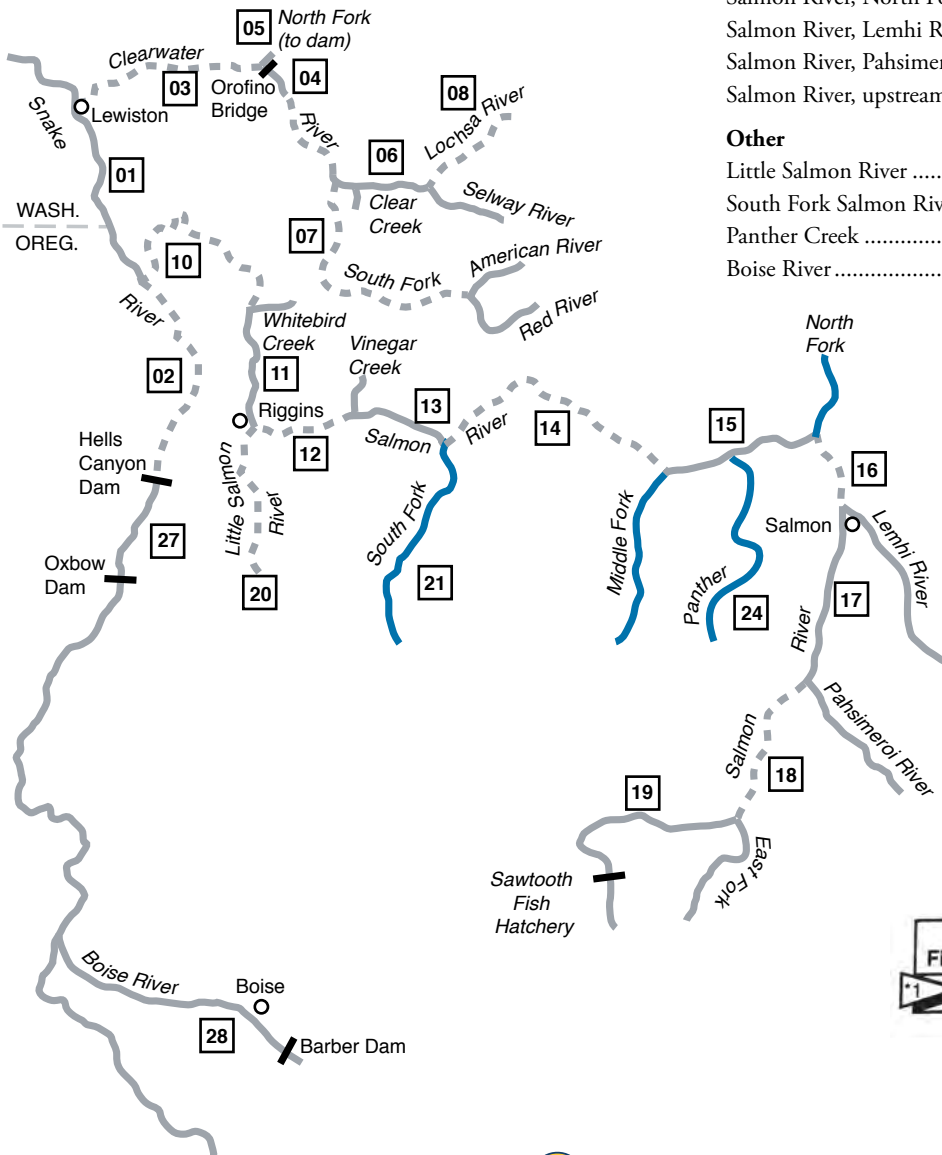 05
North Fork
(to dam)
Clearwater
03
04
Orofino
Bridge
Snake
Lewiston
River
08
Lochsa River
01
06
Clear
Creek
Selway River
WASH.
OREG.
07
10
American River
South Fork
Red River
River
Whitebird
Creek
Vinegar
Creek
02
11
Riggins
13
River
14
12
Salmon
Hells
Canyon
Dam
27
Little Salmon
River
South Fork
21
20
Oxbow
Dam
North
Fork
15
16
Middle Fork
Panther
24
Salmon
Lemhi River
17
River
Pahsimeroi River
Salmon
18
19
East Fork
Sawtooth
Fish
Hatchery
Boise River
Boise
28
Barber Dam
Salmon River, Lemhi R
Salmon River, Pahsimer
Salmon River, upstream
Other
Little Salmon River .....
South Fork Salmon Riv
Panther Creek ...............
Boise River .....................
Fi
*1